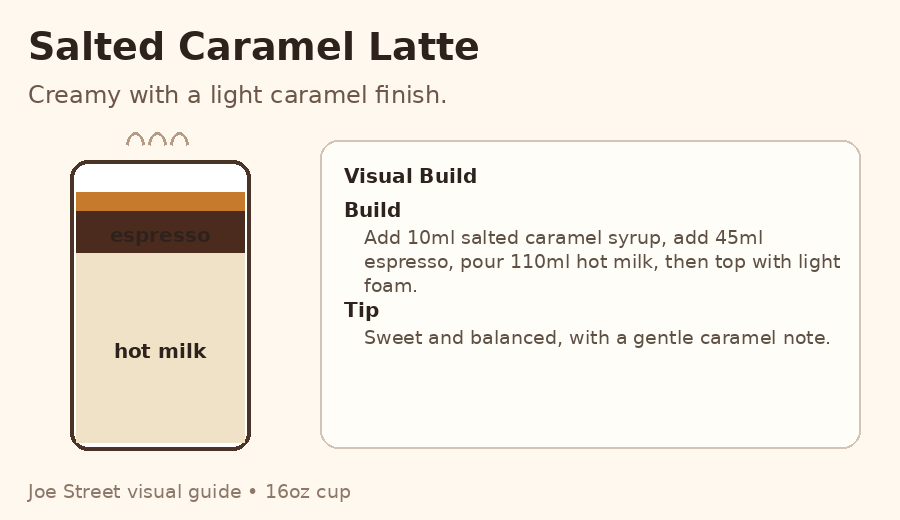 Salted Caramel Latte
Creamy with a light caramel finish.
espresso
hot milk
Visual Build
Build
Add 10ml salted caramel syrup, add 45ml
espresso, pour 110ml hot milk, then top with light
foam.
Tip
Sweet and balanced, with a gentle caramel note.
Joe Street visual guide • 16oz cup